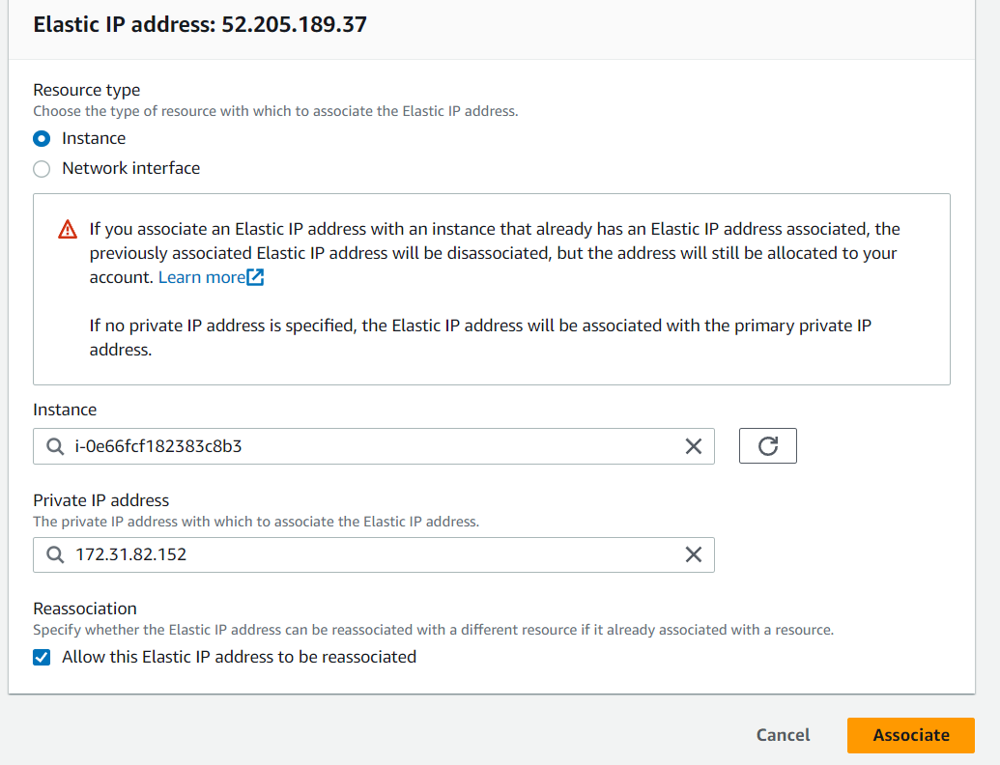 Elastic IP address: 52.205.189.37
Resource type
Choose the type of resource with which to associate the Elastic IP address.
Instance
Network interface
If you associate an Elastic IP address with an instance that already has an Elastic IP address associated, the
previously associated Elastic IP address will be disassociated, but the address will still be allocated to your
account. Learn more
If no private IP address is specified, the Elastic IP address will be associated with the primary private IP
address.
Instance
i-0e66fcf182383c8b3
Private IP address
The private IP address with which to associate the Elastic IP address.
172.31.82.152
Reassociation
Specify whether the Elastic IP address can be reassociated with a different resource if it already associated with a resource.
Allow this Elastic IP address to be reassociated
Cancel
Associate